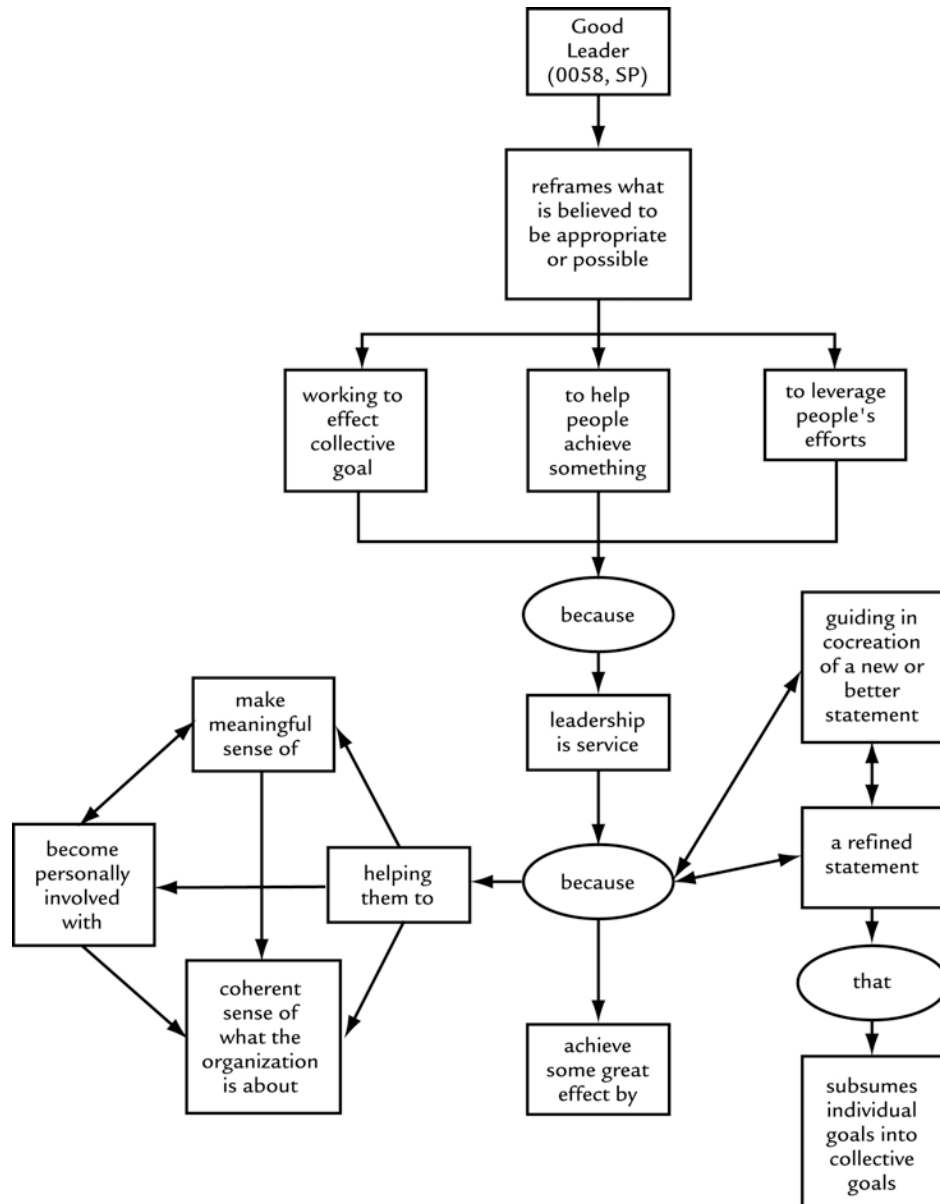 Good
Leader
(0058, SP)
reframes what
is believed to
be appropriate
or possible
working to
effect
collective
goal
to help
people
achieve
something
to leverage
people's
efforts
because
leadership
is service
because
guiding in
cocreation
of a new or
better
statement
a refined
statement
that
subsumes
individual
goals into
collective
goals
make
meaningful
sense of
become
personally
involved
with
helping
them to
coherent
sense of
what the
organization
is about
achieve
some great
effect by